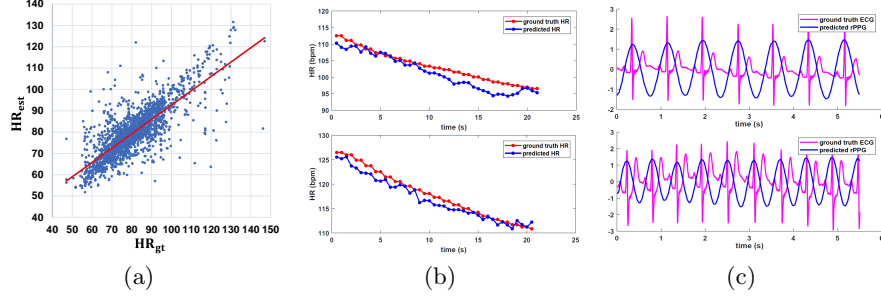 140
130
120
110
100
90
80
70
60
50
40
HR_est
40 50 60 70 80 90 100 110 120 130 140 150
HR_gt
(a)
120
115
110
105
100
95
90
HR (bpm)
ground truth HR
predicted HR
0 5 10 15 20 25
time (s)
130
125
120
115
110
HR (bpm)
ground truth HR
predicted HR
0 5 10 15 20 25
time (s)
(b)
3
2
1
0
-1
-2
ground truth ECG
predicted rPPG
0 1 2 3 4 5 6
time (s)
3
2
1
0
-1
-2
-3
ground truth ECG
predicted rPPG
0 1 2 3 4 5 6
time (s)
(c)